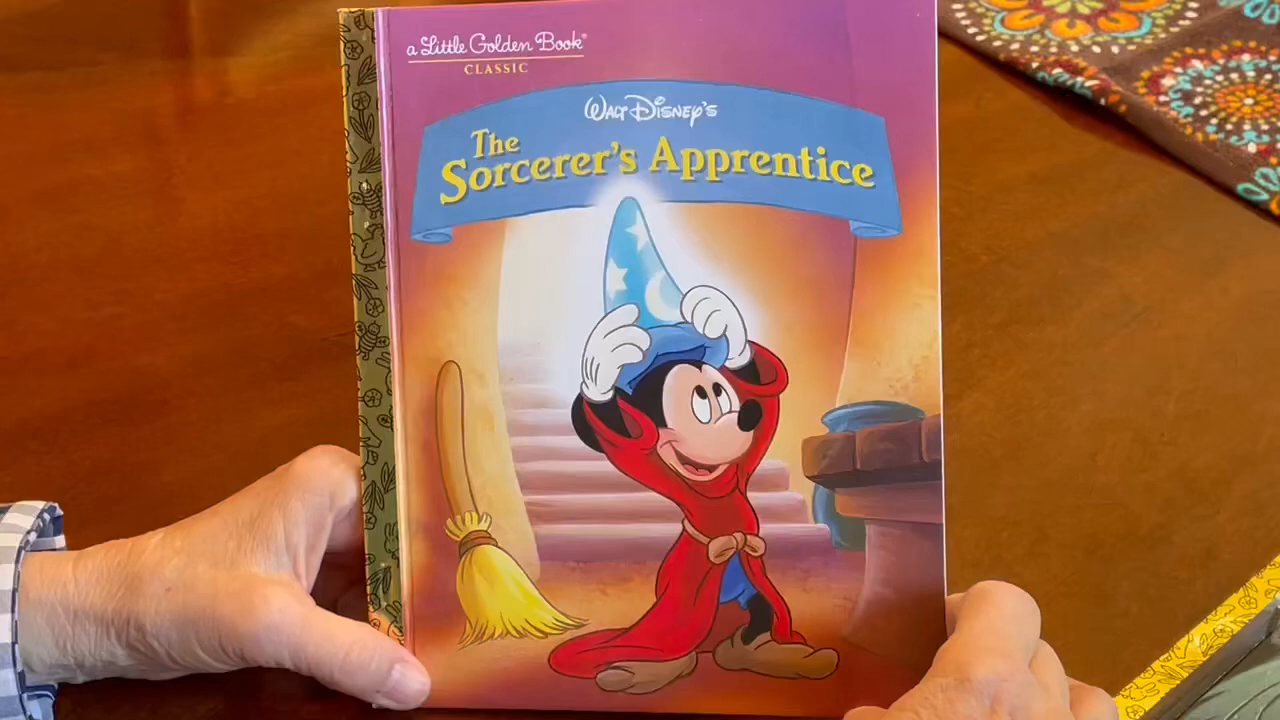 a Little Golden Book®
CLASSIC
WALT DISNEY'S
The
Sorcerer's Apprentice